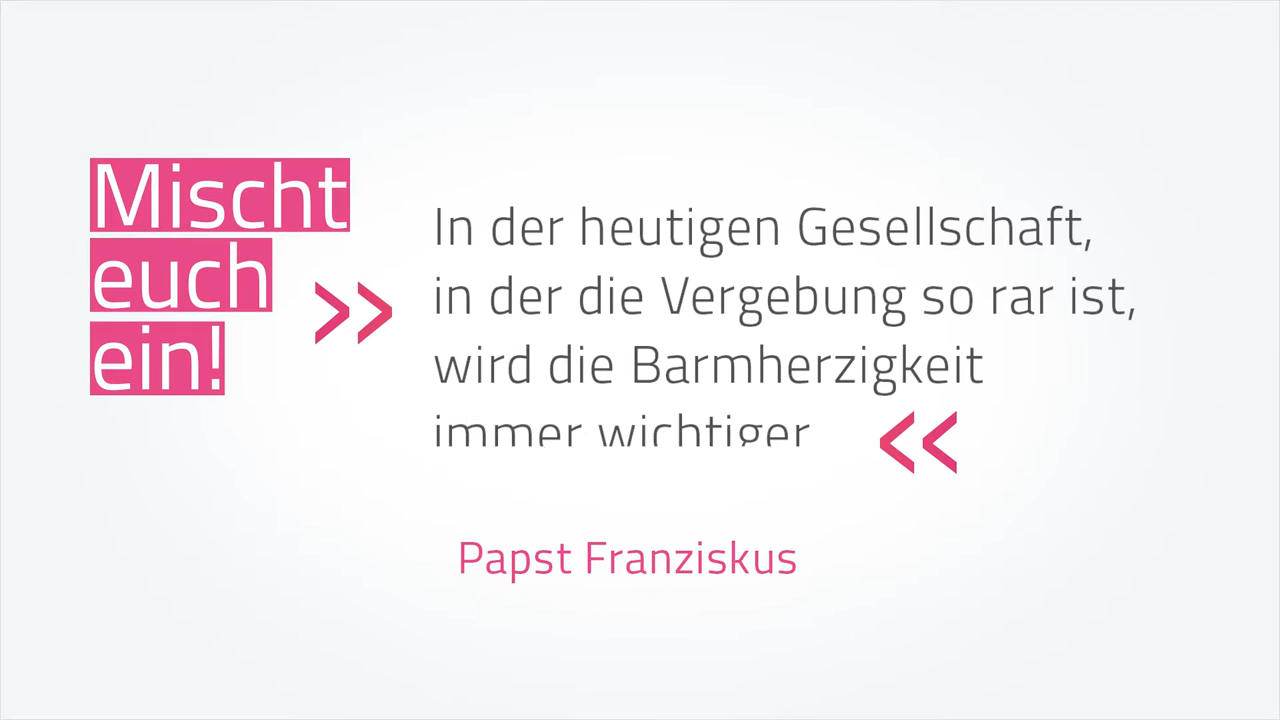 Mischt
euch
ein!
»
In der heutigen Gesellschaft,
in der die Vergebung so rar ist,
wird die Barmherzigkeit
immer wichtiger
«
Papst Franziskus